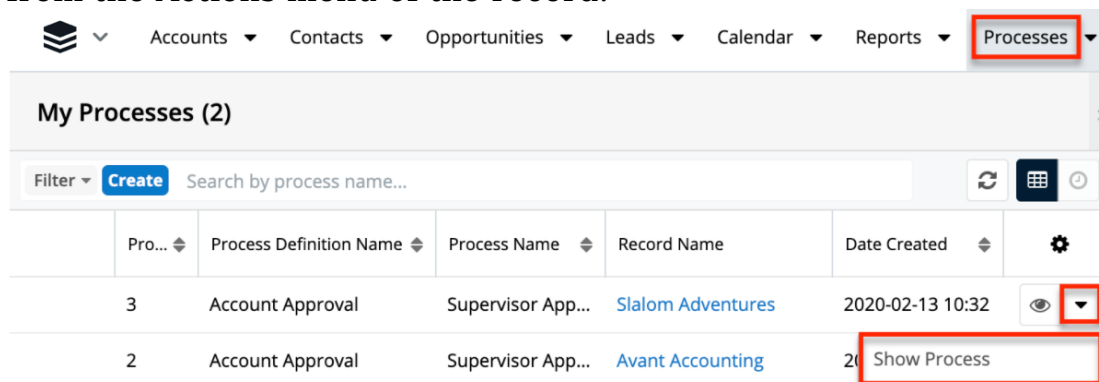 from the Actions menu of the record.
Accounts Contacts Opportunities Leads Calendar Reports Processes
My Processes (2)
Filter Create Search by process name...
Pro... Process Definition Name Process Name Record Name Date Created
3 Account Approval Supervisor App... Slalom Adventures 2020-02-13 10:32
2 Account Approval Supervisor App... Avant Accounting 20 Show Process